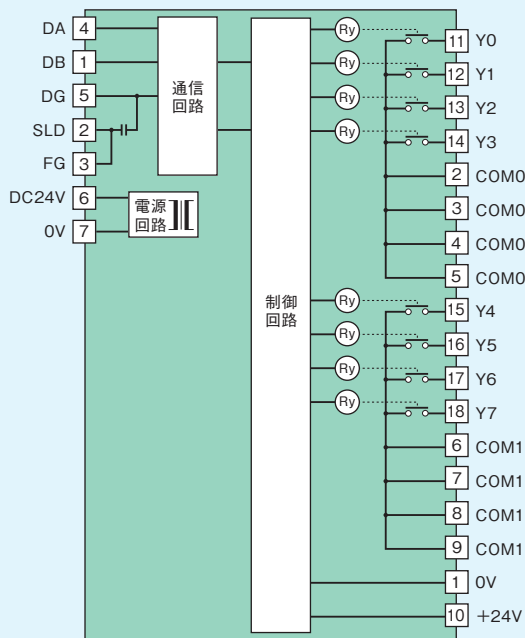 DA 4
DB 1
DG 5
SLD 2
FG 3
DC24V 6
0V 7
通信
回路
電源
回路
制御
回路
Ry 11 Y0
Ry 12 Y1
Ry 13 Y2
Ry 14 Y3
2 COM0
3 COM0
4 COM0
5 COM0
Ry 15 Y4
Ry 16 Y5
Ry 17 Y6
Ry 18 Y7
6 COM1
7 COM1
8 COM1
9 COM1
1 0V
10 +24V